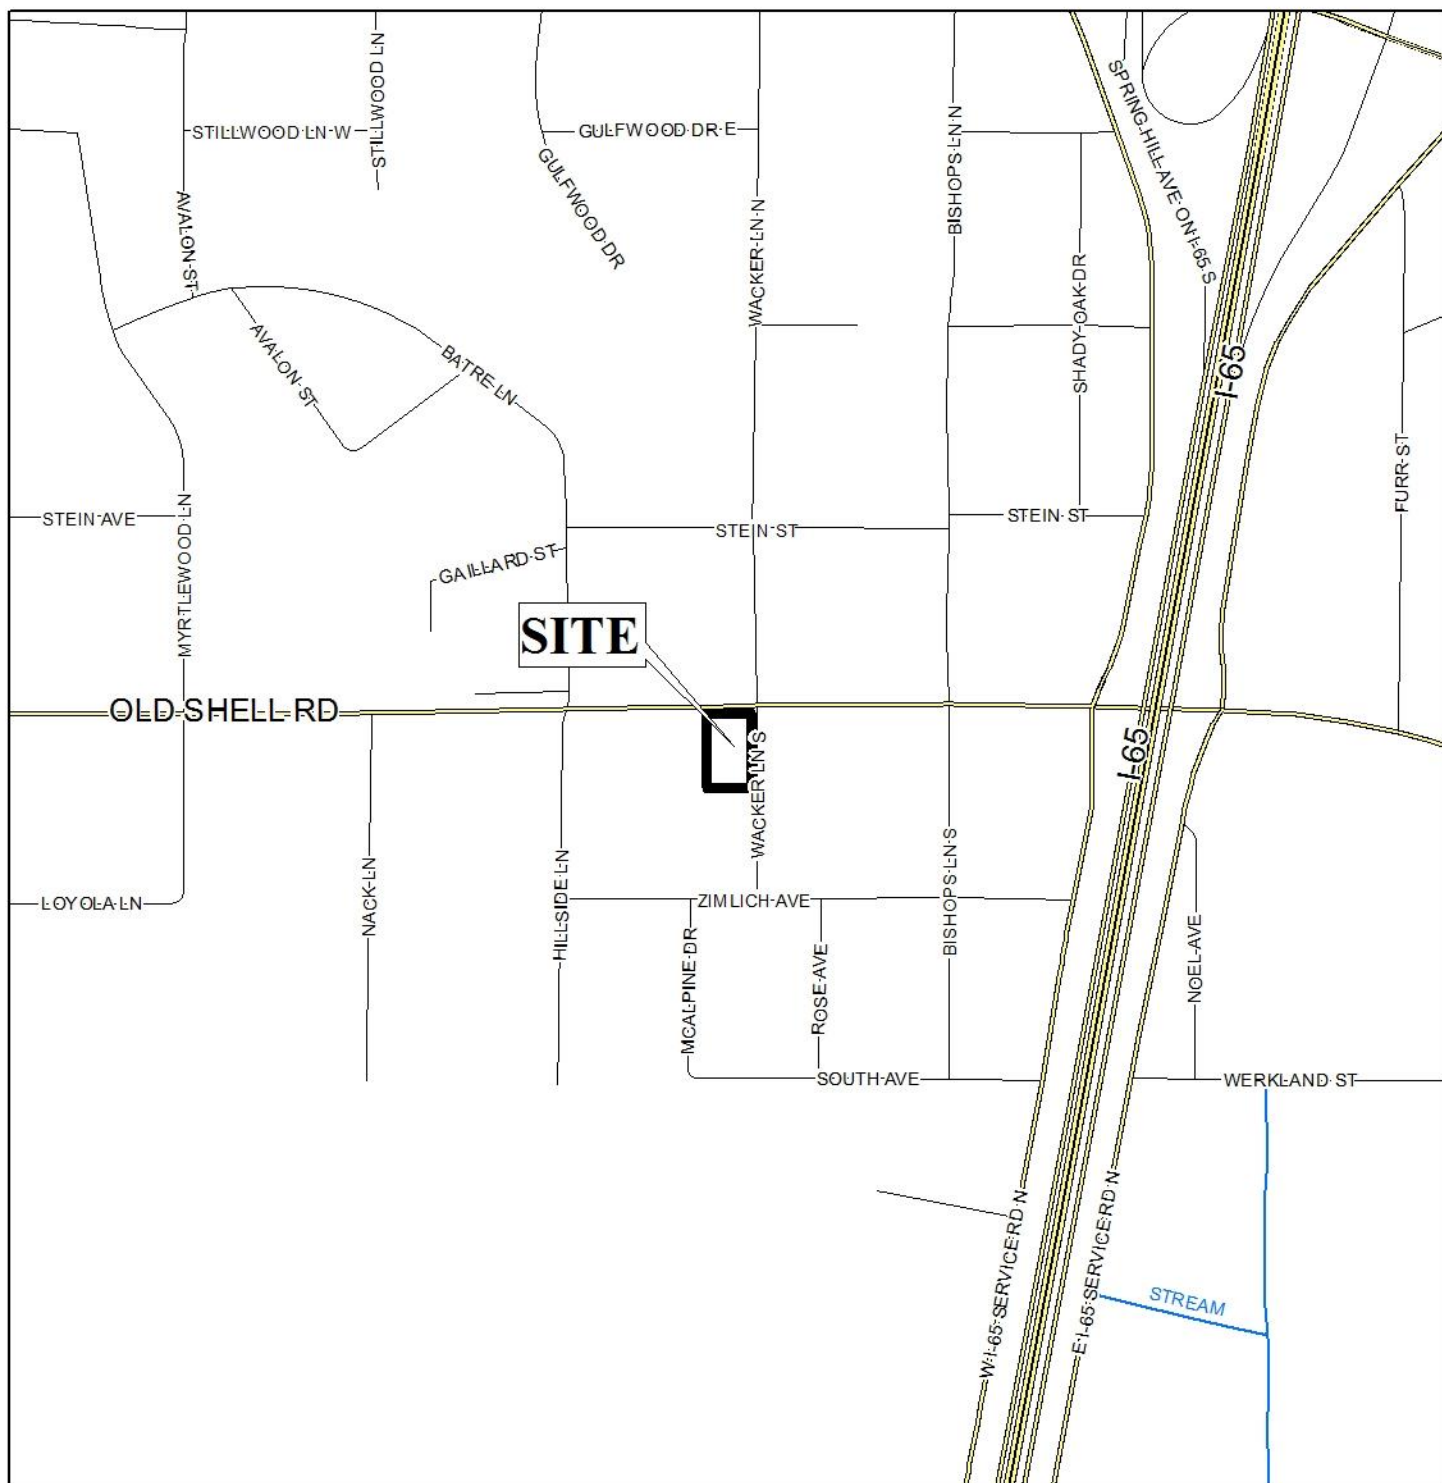 STILLWOOD LN
SPRING HILL AVE ON I-65 S
STILLWOOD LN W
GULFWOOD DR E
BISHOPS LN N
GULFWOOD DR
AVALON ST
WACKER LN N
SHADY OAK DR
AVALON ST
BATRE LN
I-65
FURR ST
STEIN AVE
MYRTLEWOOD LN
STEIN ST
STEIN ST
GAILLARD ST
SITE
OLD SHELL RD
I-65
WACKER LN S
NACK LN
HILLSIDE LN
BISHOPS LN S
LOYOLA LN
ZIMLICH AVE
MCALPINE DR
ROSE AVE
NOEL AVE
SOUTH AVE
WERKLAND ST
W I-65 SERVICE RD N
E I-65 SERVICE RD N
STREAM